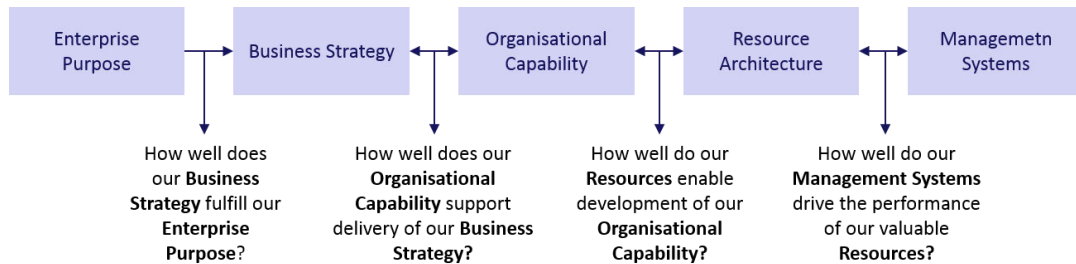 Enterprise
Purpose
Business Strategy
Organisational
Capability
Resource
Architecture
Managemetn
Systems
How well does
our Business
Strategy fulfill our
Enterprise
Purpose?
How well does our
Organisational
Capability support
delivery of our Business
Strategy?
How well do our
Resources enable
development of our
Organisational
Capability?
How well do our
Management Systems
drive the performance
of our valuable
Resources?